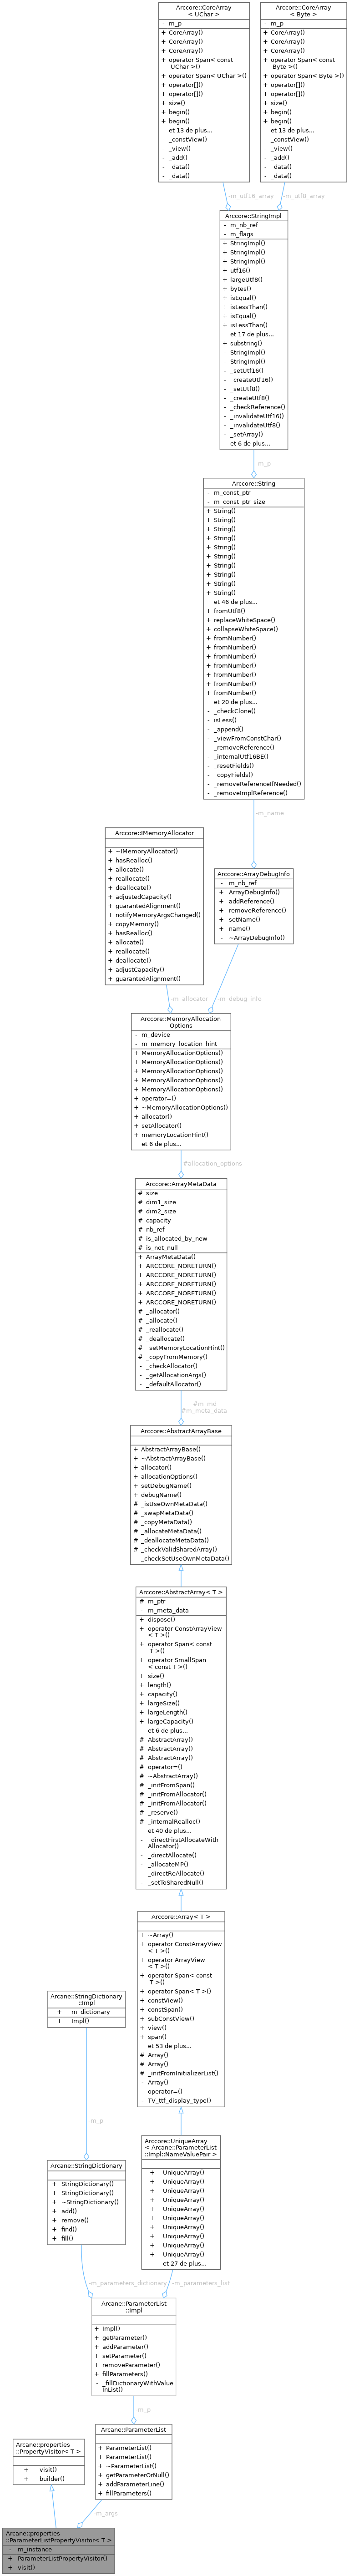 Arccore::CoreArray
< UChar >
- m_p
+ CoreArray()
+ CoreArray()
+ CoreArray()
+ operator Span< const
UChar >()
+ operator Span< UChar >()
+ operator[]()
+ operator[]()
+ size()
+ begin()
+ begin()
et 13 de plus...
- _constView()
- _view()
- _add()
- _data()
- _data()
Arccore::CoreArray
< Byte >
- m_p
+ CoreArray()
+ CoreArray()
+ CoreArray()
+ operator Span< const
Byte >()
+ operator Span< Byte >()
+ operator[]()
+ operator[]()
+ size()
+ begin()
+ begin()
et 13 de plus...
- _constView()
- _view()
- _add()
- _data()
- _data()
-m_utf16_array
-m_utf8_array
Arccore::StringImpl
- m_nb_ref
- m_flags
+ StringImpl()
+ StringImpl()
+ StringImpl()
+ utf16()
+ largeUtf8()
+ bytes()
+ isEqual()
+ isLessThan()
+ isEqual()
+ isLessThan()
et 17 de plus...
+ substring()
- StringImpl()
- StringImpl()
- _setUtf16()
- _createUtf16()
- _setUtf8()
- _createUtf8()
- _checkReference()
- _invalidateUtf16()
- _invalidateUtf8()
- _setArray()
et 6 de plus...
-m_p
Arccore::String
- m_const_ptr
- m_const_ptr_size
+ String()
+ String()
+ String()
+ String()
+ String()
+ String()
+ String()
+ String()
+ String()
+ String()
et 46 de plus...
+ fromUtf8()
+ replaceWhiteSpace()
+ collapseWhiteSpace()
+ fromNumber()
+ fromNumber()
+ fromNumber()
+ fromNumber()
+ fromNumber()
+ fromNumber()
+ fromNumber()
et 20 de plus...
- _checkClone()
- isLess()
- _append()
- _viewFromConstChar()
- _removeReference()
- _internalUtf16BE()
- _resetFields()
- _copyFields()
- _removeReferenceIfNeeded()
- _removeImplReference()
-m_name
Arccore::IMemoryAllocator
+ ~IMemoryAllocator()
+ hasRealloc()
+ allocate()
+ reallocate()
+ deallocate()
+ adjustedCapacity()
+ guarantedAlignment()
+ notifyMemoryArgsChanged()
+ copyMemory()
+ hasRealloc()
+ allocate()
+ reallocate()
+ deallocate()
+ adjustCapacity()
+ guarantedAlignment()
Arccore::ArrayDebugInfo
- m_nb_ref
+ ArrayDebugInfo()
+ addReference()
+ removeReference()
+ setName()
+ name()
- ~ArrayDebugInfo()
-m_allocator
-m_debug_info
Arccore::MemoryAllocation
Options
- m_device
- m_memory_location_hint
+ MemoryAllocationOptions()
+ MemoryAllocationOptions()
+ MemoryAllocationOptions()
+ MemoryAllocationOptions()
+ MemoryAllocationOptions()
+ operator=()
+ ~MemoryAllocationOptions()
+ allocator()
+ setAllocator()
+ memoryLocationHint()
et 6 de plus...
#allocation_options
Arccore::ArrayMetaData
# size
# dim1_size
# dim2_size
# capacity
# nb_ref
# is_allocated_by_new
# is_not_null
+ ArrayMetaData()
+ ARCCORE_NORETURN()
+ ARCCORE_NORETURN()
+ ARCCORE_NORETURN()
+ ARCCORE_NORETURN()
+ ARCCORE_NORETURN()
# _allocator()
# _allocate()
# _reallocate()
# _deallocate()
# _setMemoryLocationHint()
# _copyFromMemory()
- _checkAllocator()
- _getAllocationArgs()
- _defaultAllocator()
#m_md
#m_meta_data
Arccore::AbstractArrayBase
+ AbstractArrayBase()
+ ~AbstractArrayBase()
+ allocator()
+ allocationOptions()
+ setDebugName()
+ debugName()
# _isUseOwnMetaData()
# _swapMetaData()
# _copyMetaData()
# _allocateMetaData()
# _deallocateMetaData()
# _checkValidSharedArray()
- _checkSetUseOwnMetaData()
Arccore::AbstractArray< T >
# m_ptr
- m_meta_data
+ dispose()
+ operator ConstArrayView
< T >()
+ operator Span< const
T >()
+ operator SmallSpan
< const T >()
+ size()
+ length()
+ capacity()
+ largeSize()
+ largeLength()
+ largeCapacity()
et 6 de plus...
# AbstractArray()
# AbstractArray()
# AbstractArray()
# operator=()
# ~AbstractArray()
# _initFromSpan()
# _initFromAllocator()
# _initFromAllocator()
# _reserve()
# _internalRealloc()
et 40 de plus...
- _directFirstAllocateWith
Allocator()
- _directAllocate()
- _allocateMP()
- _directReAllocate()
- _setToSharedNull()
Arccore::Array< T >
+ ~Array()
+ operator ConstArrayView
< T >()
+ operator ArrayView
< T >()
+ operator Span< const
T >()
+ operator Span< T >()
+ constView()
+ constSpan()
+ subConstView()
+ view()
+ span()
et 53 de plus...
# Array()
# Array()
# _initFromInitializerList()
- Array()
- operator=()
- TV_ttf_display_type()
Arcane::StringDictionary
::Impl
+ m_dictionary
+ Impl()
-m_p
Arcane::StringDictionary
+ StringDictionary()
+ StringDictionary()
+ ~StringDictionary()
+ add()
+ remove()
+ find()
+ fill()
Arccore::UniqueArray
< Arcane::ParameterList
::Impl::NameValuePair >
+ UniqueArray()
+ UniqueArray()
+ UniqueArray()
+ UniqueArray()
+ UniqueArray()
+ UniqueArray()
+ UniqueArray()
+ UniqueArray()
+ UniqueArray()
+ UniqueArray()
et 27 de plus...
-m_parameters_dictionary
-m_parameters_list
Arcane::ParameterList
::Impl
+ Impl()
+ getParameter()
+ addParameter()
+ setParameter()
+ removeParameter()
+ fillParameters()
- _fillDictionaryWithValue
InList()
-m_p
Arcane::ParameterList
+ ParameterList()
+ ParameterList()
+ ~ParameterList()
+ getParameterOrNull()
+ addParameterLine()
+ fillParameters()
Arcane::properties
::PropertyVisitor< T >
+ visit()
+ builder()
-m_args
Arcane::properties
::ParameterListPropertyVisitor< T >
- m_instance
+ ParameterListPropertyVisitor()
+ visit()